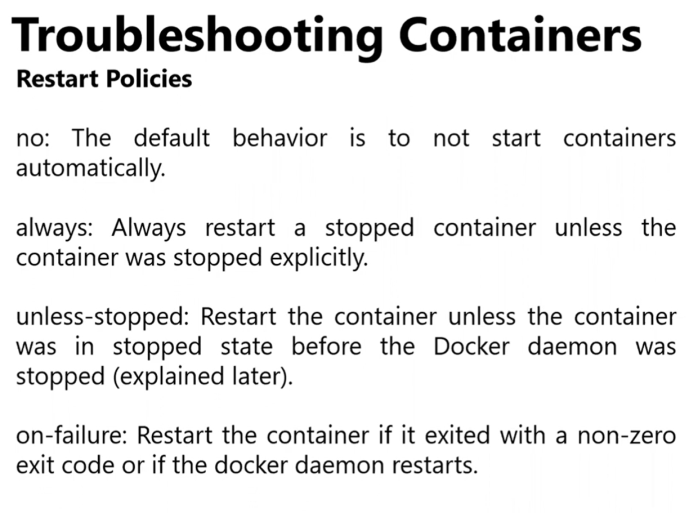 Troubleshooting Containers
Restart Policies
no: The default behavior is to not start containers
automatically.
always: Always restart a stopped container unless the
container was stopped explicitly.
unless-stopped: Restart the container unless the container
was in stopped state before the Docker daemon was
stopped (explained later).
on-failure: Restart the container if it exited with a non-zero
exit code or if the docker daemon restarts.